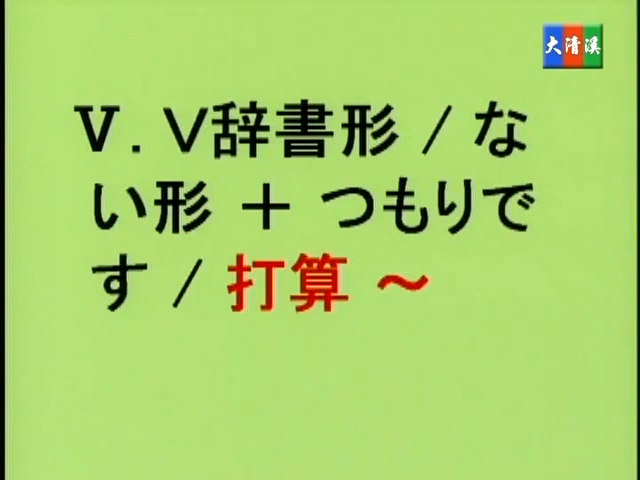 大清溪
Ⅴ. V辞書形 / な
い形 + つもりで
す / 打算 ～